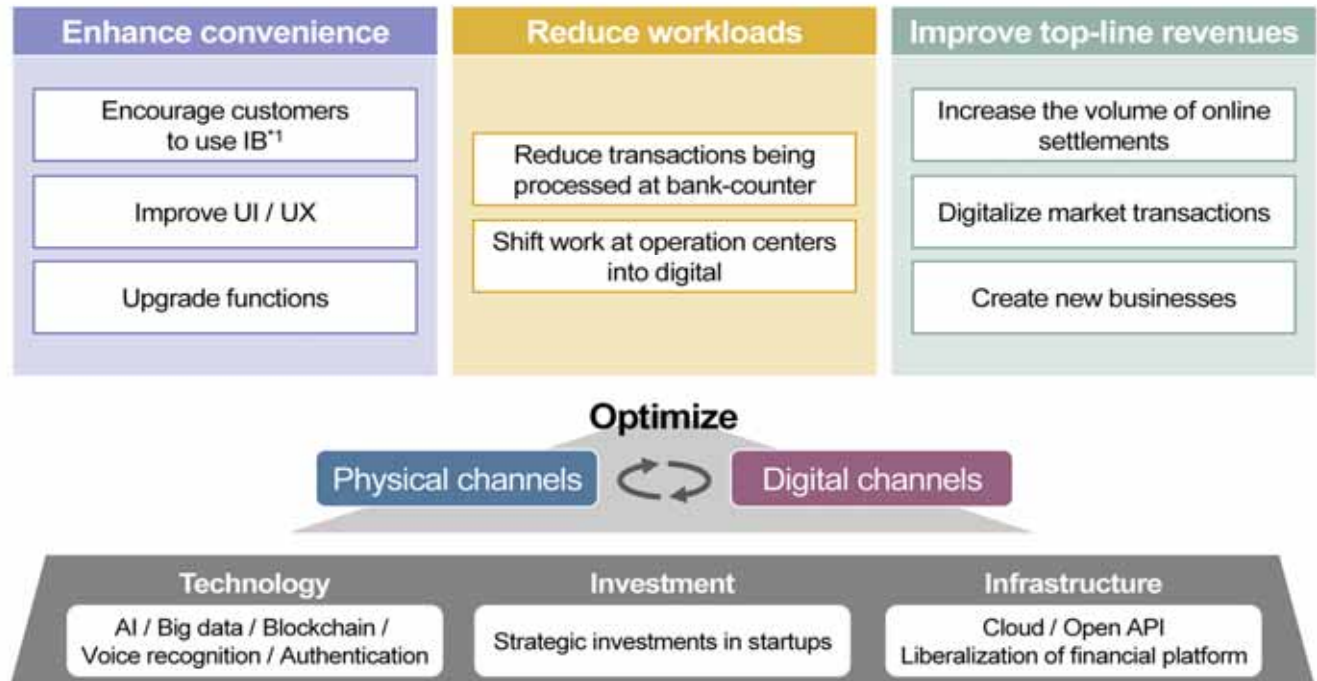 Enhance convenience
Encourage customers
to use IB*1
Improve UI / UX
Upgrade functions
Reduce workloads
Reduce transactions being
processed at bank-counter
Shift work at operation centers
into digital
Improve top-line revenues
Increase the volume of online
settlements
Digitalize market transactions
Create new businesses
Optimize
Physical channels
Digital channels
Technology
AI / Big data / Blockchain /
Voice recognition / Authentication
Investment
Strategic investments in startups
Infrastructure
Cloud / Open API
Liberalization of financial platform